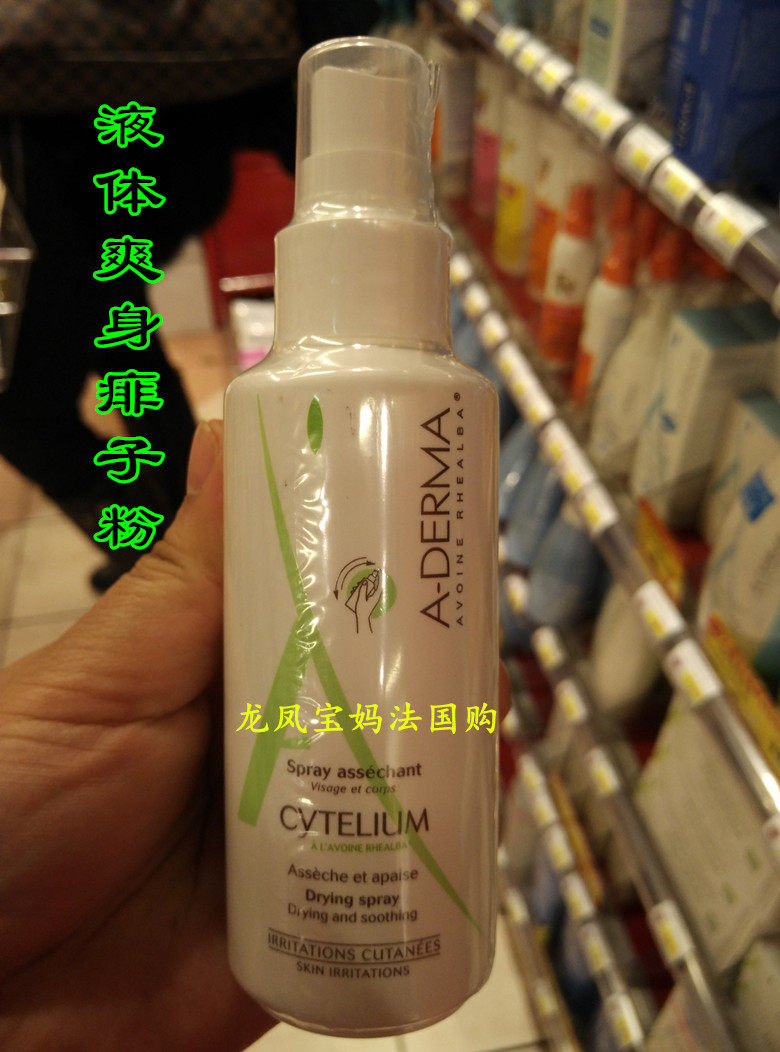 液体爽身痱子粉
A-DERMA®
AVOINE RHEALBA®
龙凤宝妈法国购
Spray asséchant
Visage et corps
CYTELIUM
À L'AVOINE RHEALBA
Assèche et apaise
Drying spray
Drying and soothing
IRRITATIONS CUTANÉES
SKIN IRRITATIONS